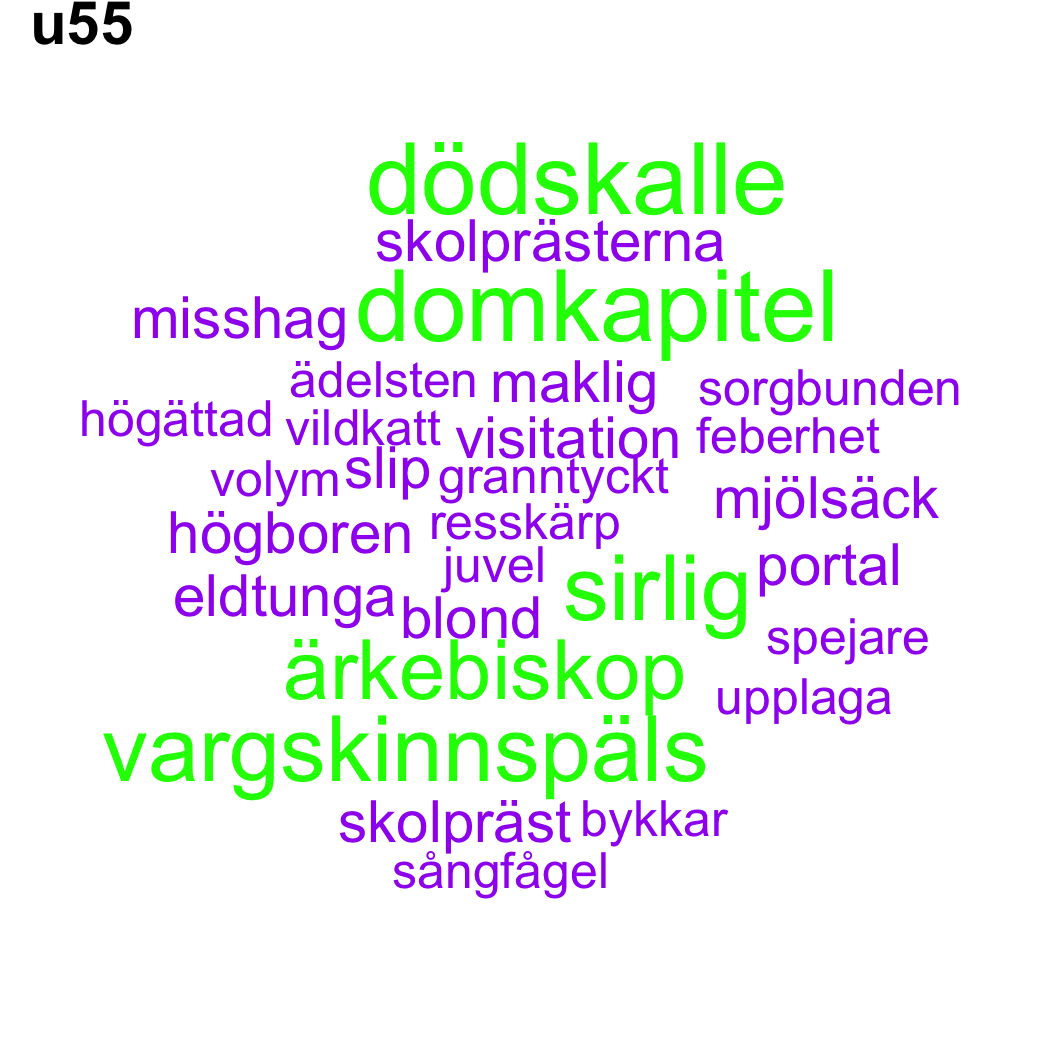 u55
dödskalle
skolprästerna
misshag domkapitel
ädelsten maklig sorgbunden
högättad vildkatt visitation feberhet
volym slip granntyckt mjölsäck
högboren resskärp
juvel sirlig portal
eldtunga blond spejare
ärkebiskop upplaga
vargskinnspäls
skolpräst bykkar
sångfågel